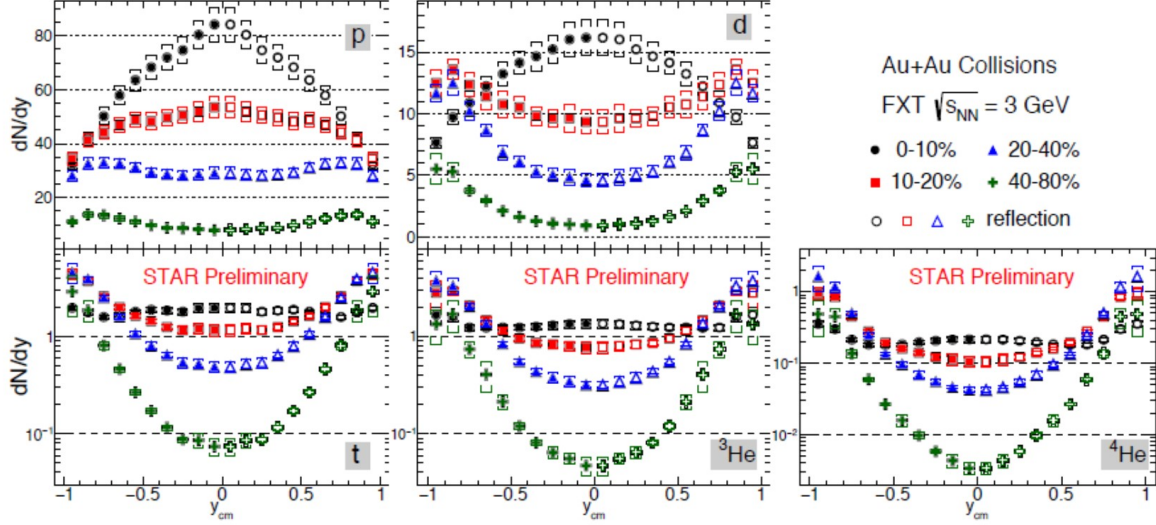 p
dN/dy
80
60
40
20
d
15
10
5
0
Au+Au Collisions
FXT √sNN = 3 GeV
0-10%
20-40%
10-20%
40-80%
reflection
STAR Preliminary
dN/dy
1
10⁻¹
t
−1 −0.5 0 0.5 1
ycm
STAR Preliminary
1
10⁻¹
³He
−1 −0.5 0 0.5 1
ycm
STAR Preliminary
1
10⁻¹
10⁻²
⁴He
−1 −0.5 0 0.5 1
ycm